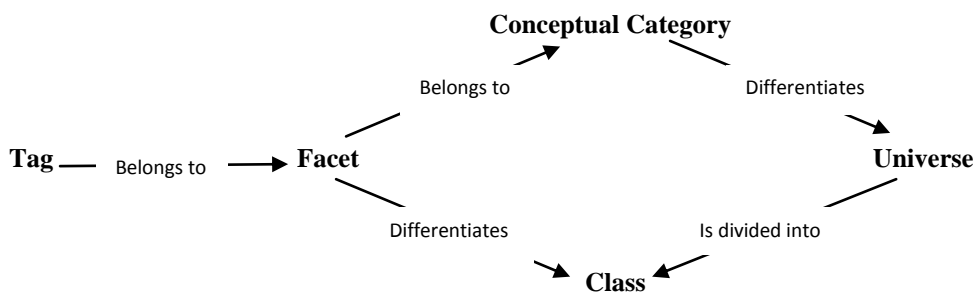 Conceptual Category
Belongs to
Differentiates
Tag
Belongs to
Facet
Universe
Differentiates
Is divided into
Class